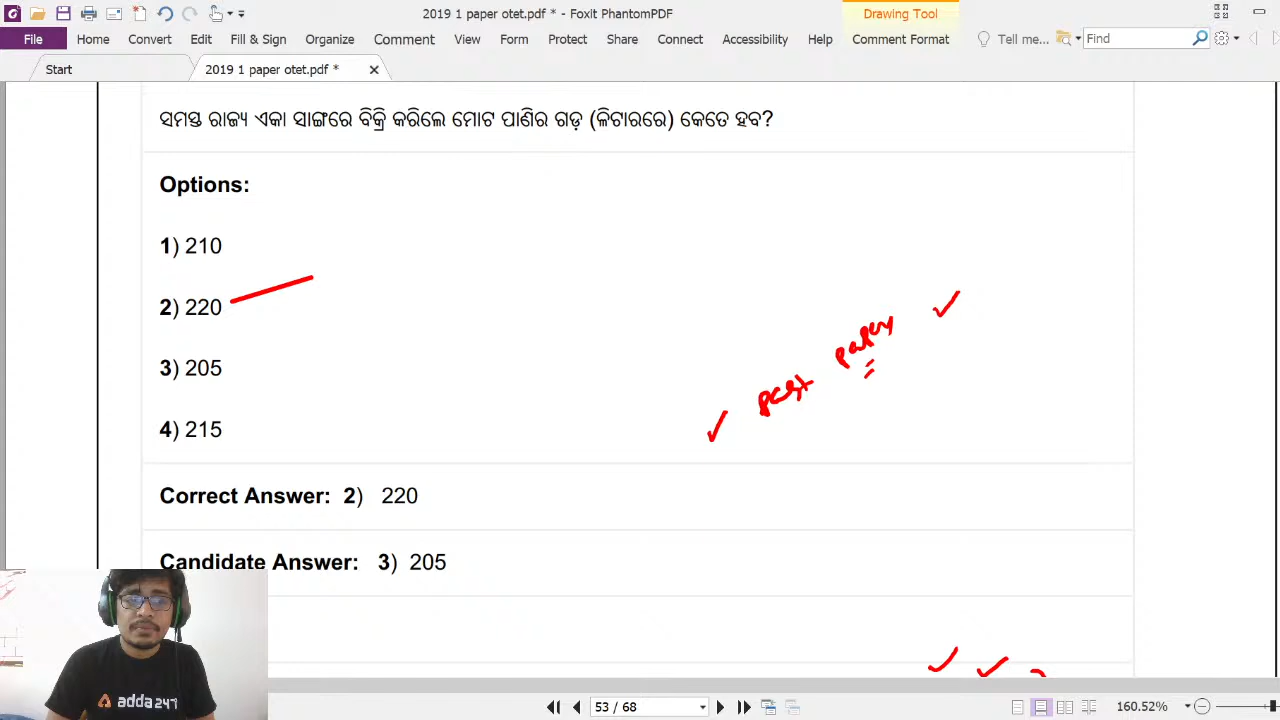 2019 1 paper otet.pdf * - Foxit PhantomPDF
Drawing Tool
File Home Convert Edit Fill & Sign Organize Comment View Form Protect Share Connect Accessibility Help Comment Format Tell me... Find
Start 2019 1 paper otet.pdf *
ସମସ୍ତ ରାଜ୍ୟ ଏକା ସାଙ୍ଗରେ ବିକ୍ରି କରିଲେ ମୋଟ ପାଣିର ଗଡ଼ (ଳିଟାରରେ) କେତେ ହବ?
Options:
1) 210
2) 220
3) 205
4) 215
past paper
Correct Answer: 2) 220
Candidate Answer: 3) 205
adda247
53 / 68
160.52%